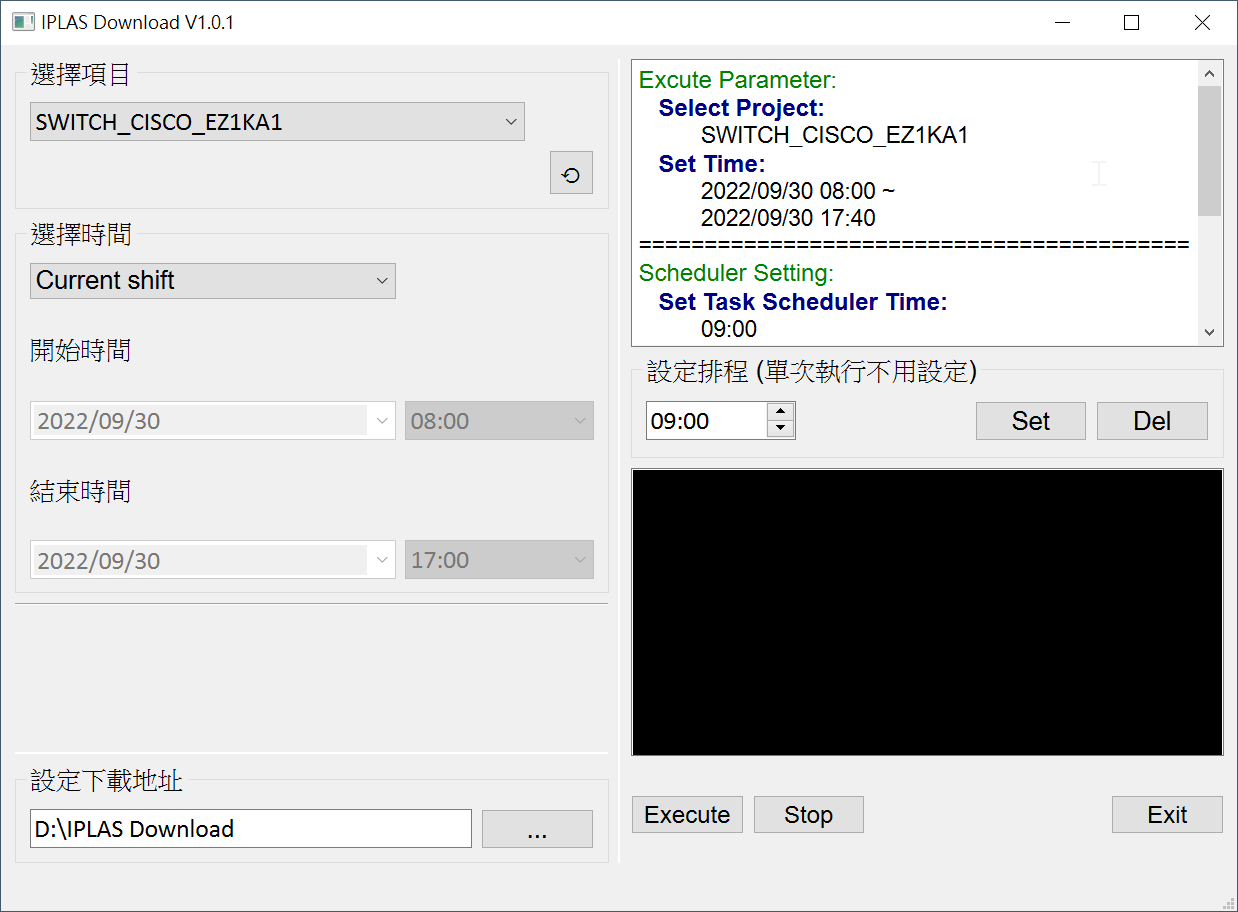 IPLAS Download V1.0.1
選擇項目
SWITCH_CISCO_EZ1KA1
選擇時間
Current shift
開始時間
2022/09/30 08:00
結束時間
2022/09/30 17:00
設定下載地址
D:\IPLAS Download
...
Excute Parameter:
Select Project:
SWITCH_CISCO_EZ1KA1
Set Time:
2022/09/30 08:00 ~
2022/09/30 17:40
==========================================
Scheduler Setting:
Set Task Scheduler Time:
09:00
設定排程 (單次執行不用設定)
09:00 Set Del
Execute Stop Exit